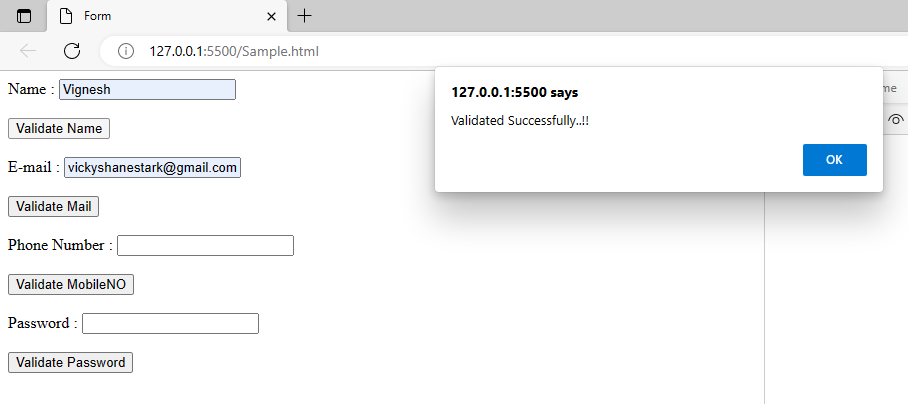 Form
127.0.0.1:5500/Sample.html
127.0.0.1:5500 says
Validated Successfully..!!
OK
Name : Vignesh
Validate Name
E-mail : vickyshanestark@gmail.com
Validate Mail
Phone Number :
Validate MobileNO
Password :
Validate Password